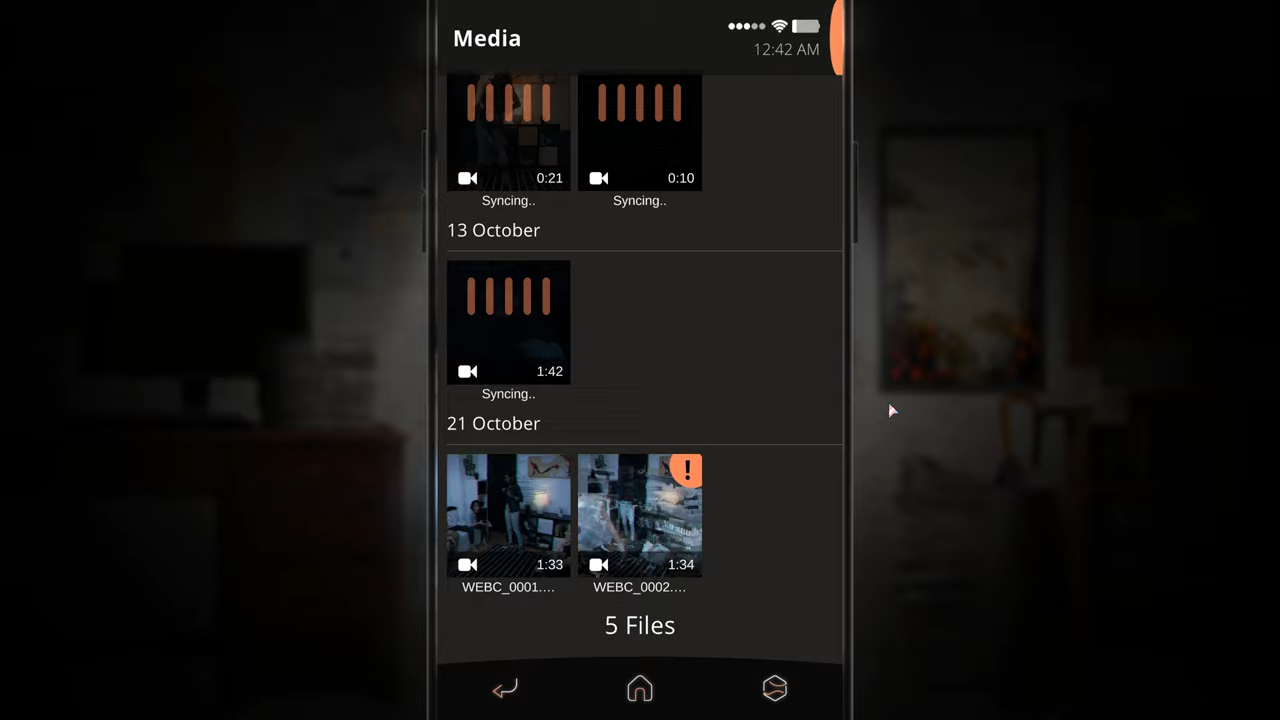 Media
12:42 AM
0:21
0:10
Syncing..
Syncing..
13 October
1:42
Syncing..
21 October
!
1:33
1:34
WEBC_0001....
WEBC_0002....
5 Files